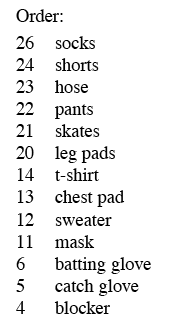 Order:
26 socks
24 shorts
23 hose
22 pants
21 skates
20 leg pads
14 t-shirt
13 chest pad
12 sweater
11 mask
6 batting glove
5 catch glove
4 blocker